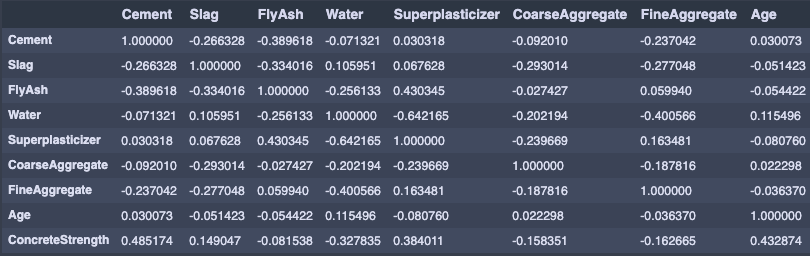 Cement Slag FlyAsh Water Superplasticizer CoarseAggregate FineAggregate Age
Cement 1.000000 -0.266328 -0.389618 -0.071321 0.030318 -0.092010 -0.237042 0.030073
Slag -0.266328 1.000000 -0.334016 0.105951 0.067628 -0.293014 -0.277048 -0.051423
FlyAsh -0.389618 -0.334016 1.000000 -0.256133 0.430345 -0.027427 0.059940 -0.054422
Water -0.071321 0.105951 -0.256133 1.000000 -0.642165 -0.202194 -0.400566 0.115496
Superplasticizer 0.030318 0.067628 0.430345 -0.642165 1.000000 -0.239669 0.163481 -0.080760
CoarseAggregate -0.092010 -0.293014 -0.027427 -0.202194 -0.239669 1.000000 -0.187816 0.022298
FineAggregate -0.237042 -0.277048 0.059940 -0.400566 0.163481 -0.187816 1.000000 -0.036370
Age 0.030073 -0.051423 -0.054422 0.115496 -0.080760 0.022298 -0.036370 1.000000
ConcreteStrength 0.485174 0.149047 -0.081538 -0.327835 0.384011 -0.158351 -0.162665 0.432874